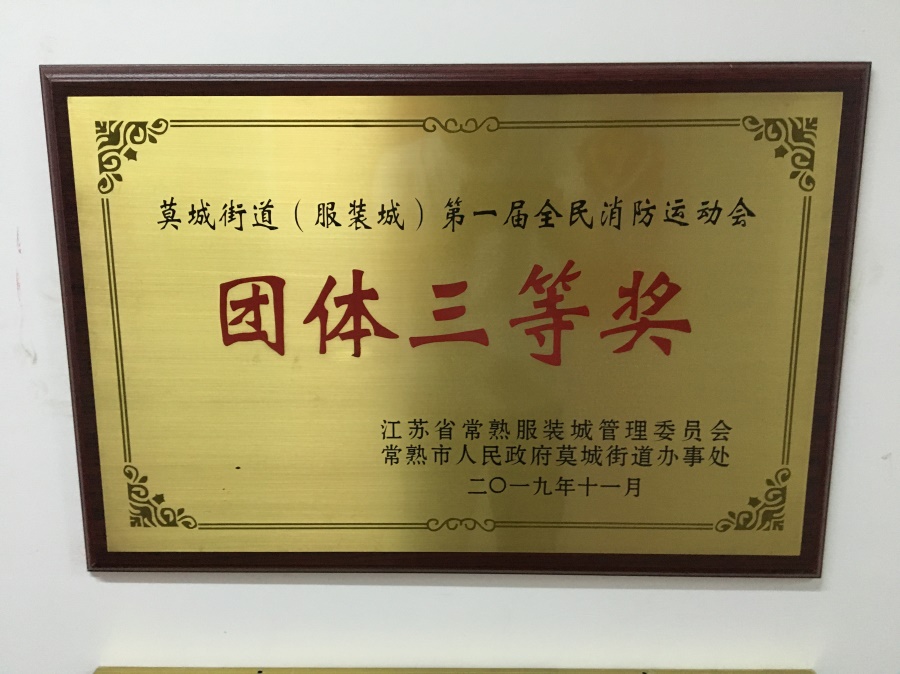 莫城街道（服装城）第一届全民消防运动会
团体三等奖
江苏省常熟服装城管理委员会
常熟市人民政府莫城街道办事处
二〇一九年十一月